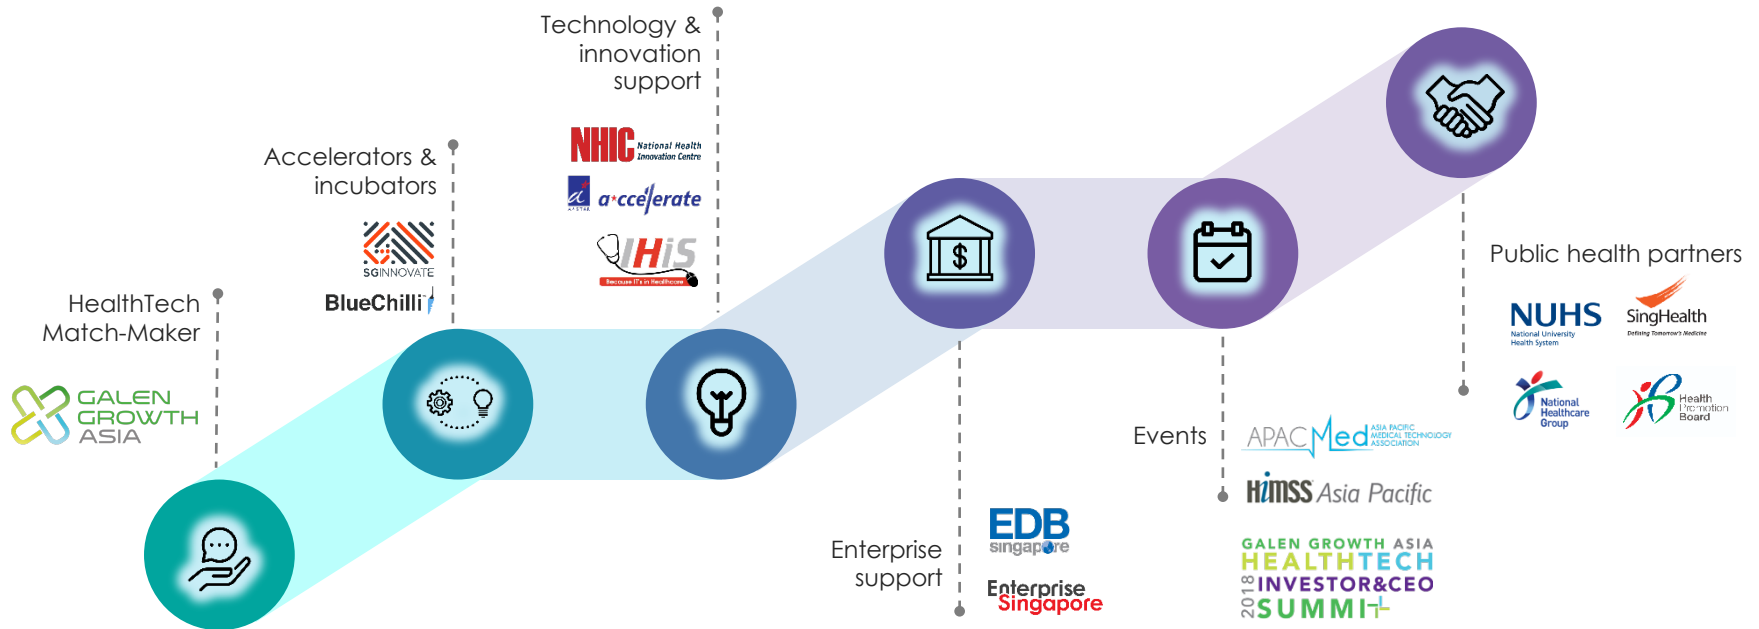 HealthTech
Match-Maker
GALEN
GROWTH
ASIA
Accelerators &
incubators
SGINNOVATE
BlueChilli
Technology &
innovation
support
NHIC National Health
Innovation Centre
A*STAR
a*ccelerate
IHiS
Because IT's in Healthcare
$
Enterprise
support
EDB
singapore
Enterprise
Singapore
Events
APACMed ASIA PACIFIC
MEDICAL TECHNOLOGY
ASSOCIATION
HiMSS Asia Pacific
GALEN GROWTH ASIA
HEALTHTECH
2018 INVESTOR&CEO
SUMMIT
Public health partners
NUHS
National University
Health System
SingHealth
Defining Tomorrow's Medicine
National
Healthcare
Group
Health
Promotion
Board